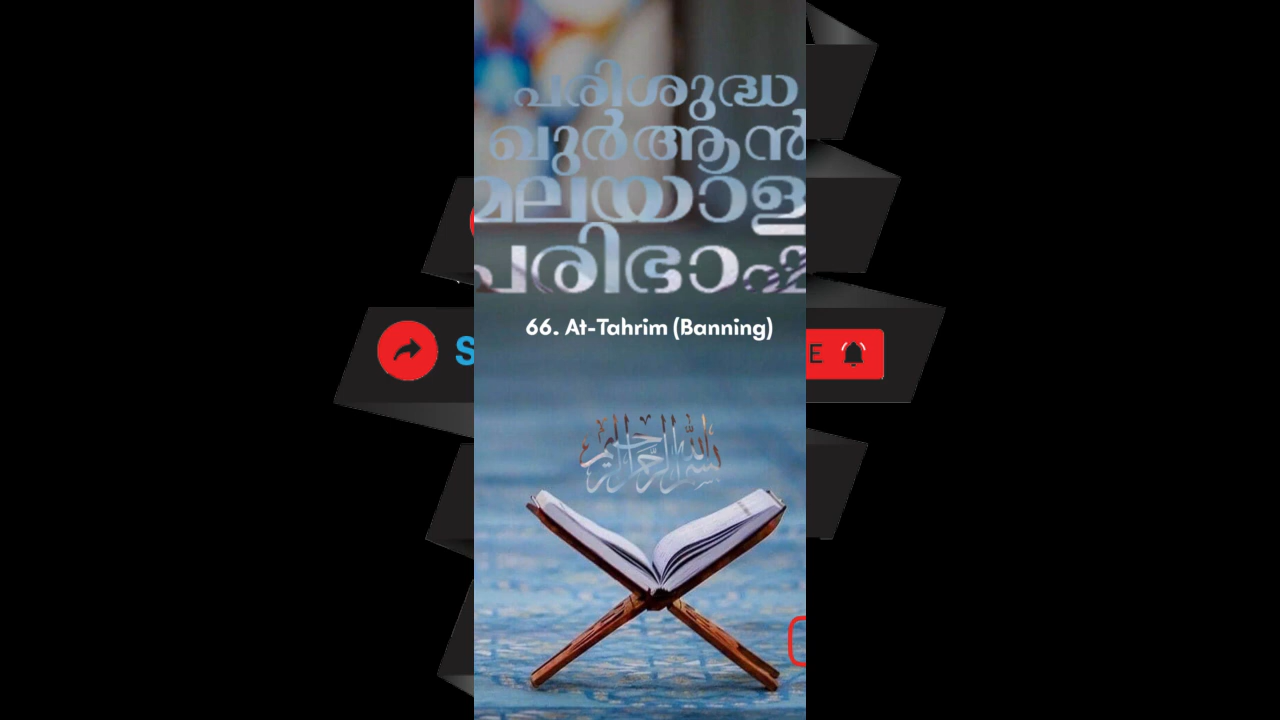 പരിശുദ്ധ
ഖുർആൻ
മലയാള
പരിഭാഷ
66. At-Tahrim (Banning)
بسم الله الرحمن الرحيم
S
E